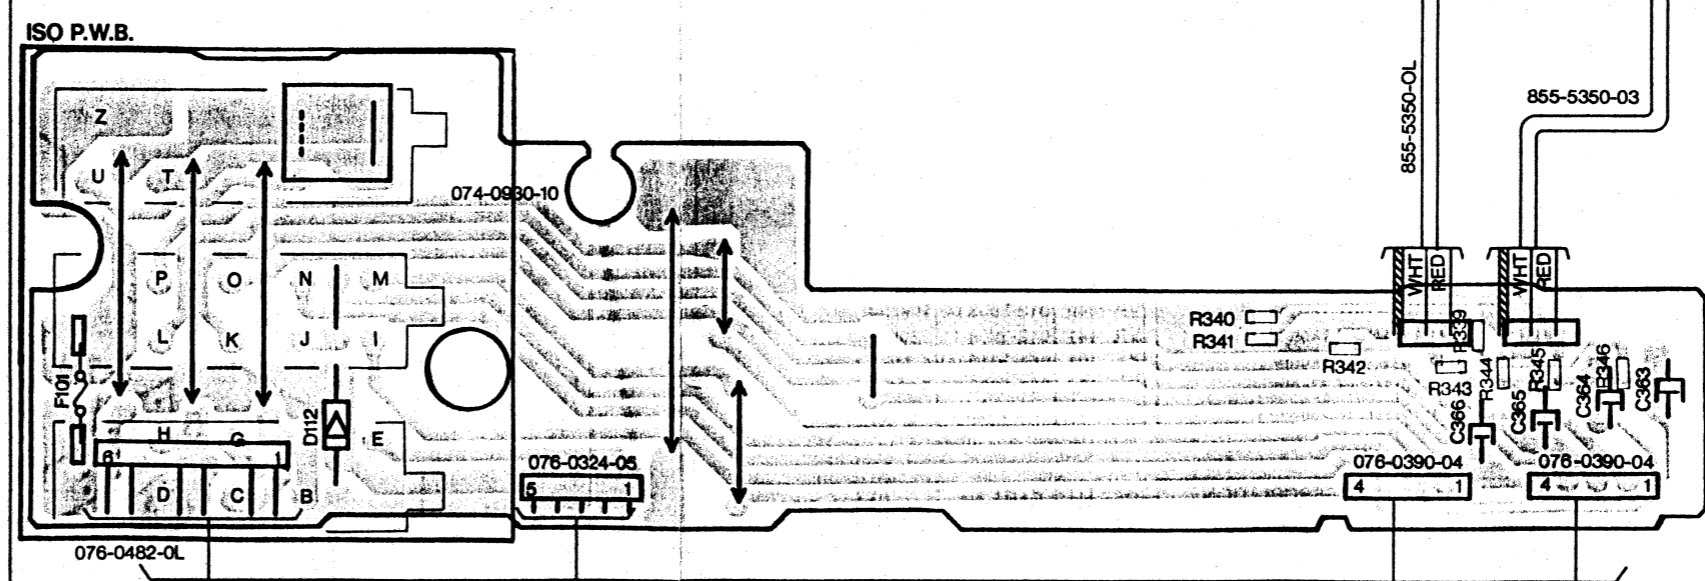 ISO P.W.B.
855-5350-OL
855-5350-03
Z
U T
074-0930-10
P O N M
WHT RED
WHT RED
L K J I
R340
R341
R342
R339
R343
R344
R345
R346
C363
C364
C365
C366
F101
D112
H G E
6 1
D C B
076-0324-05
5 1
076-0390-04
4 1
076-0390-04
4 1
076-0482-0L